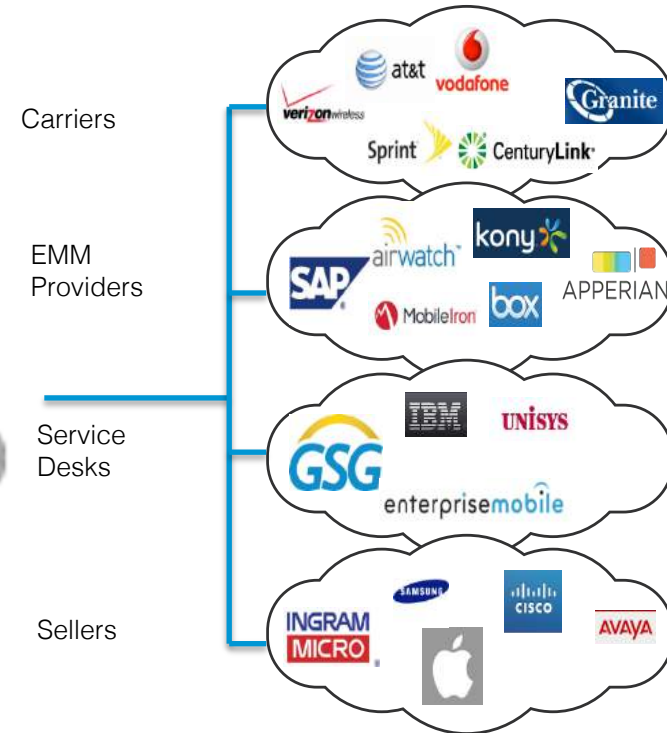 Carriers
at&t
vodafone
verizonwireless
Granite
Sprint
CenturyLink
EMM
Providers
airwatch™
kony
SAP®
MobileIron
box
APPERIAN
Service
Desks
IBM
UNISYS
GSG
enterprisemobile
Sellers
SAMSUNG
CISCO
INGRAM
MICRO®
AVAYA